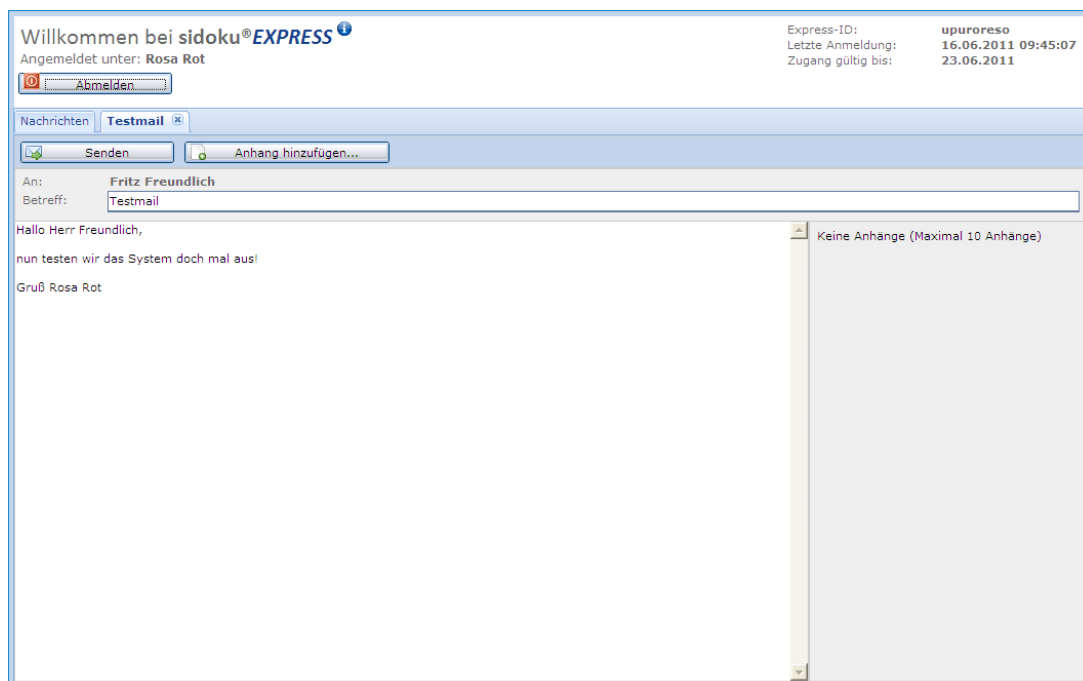 Willkommen bei sidoku®EXPRESS
Angemeldet unter: Rosa Rot
Abmelden
Express-ID: upuroreso
Letzte Anmeldung: 16.06.2011 09:45:07
Zugang gültig bis: 23.06.2011
Nachrichten Testmail
Senden Anhang hinzufügen...
An: Fritz Freundlich
Betreff: Testmail
Hallo Herr Freundlich,
nun testen wir das System doch mal aus!
Gruß Rosa Rot
Keine Anhänge (Maximal 10 Anhänge)